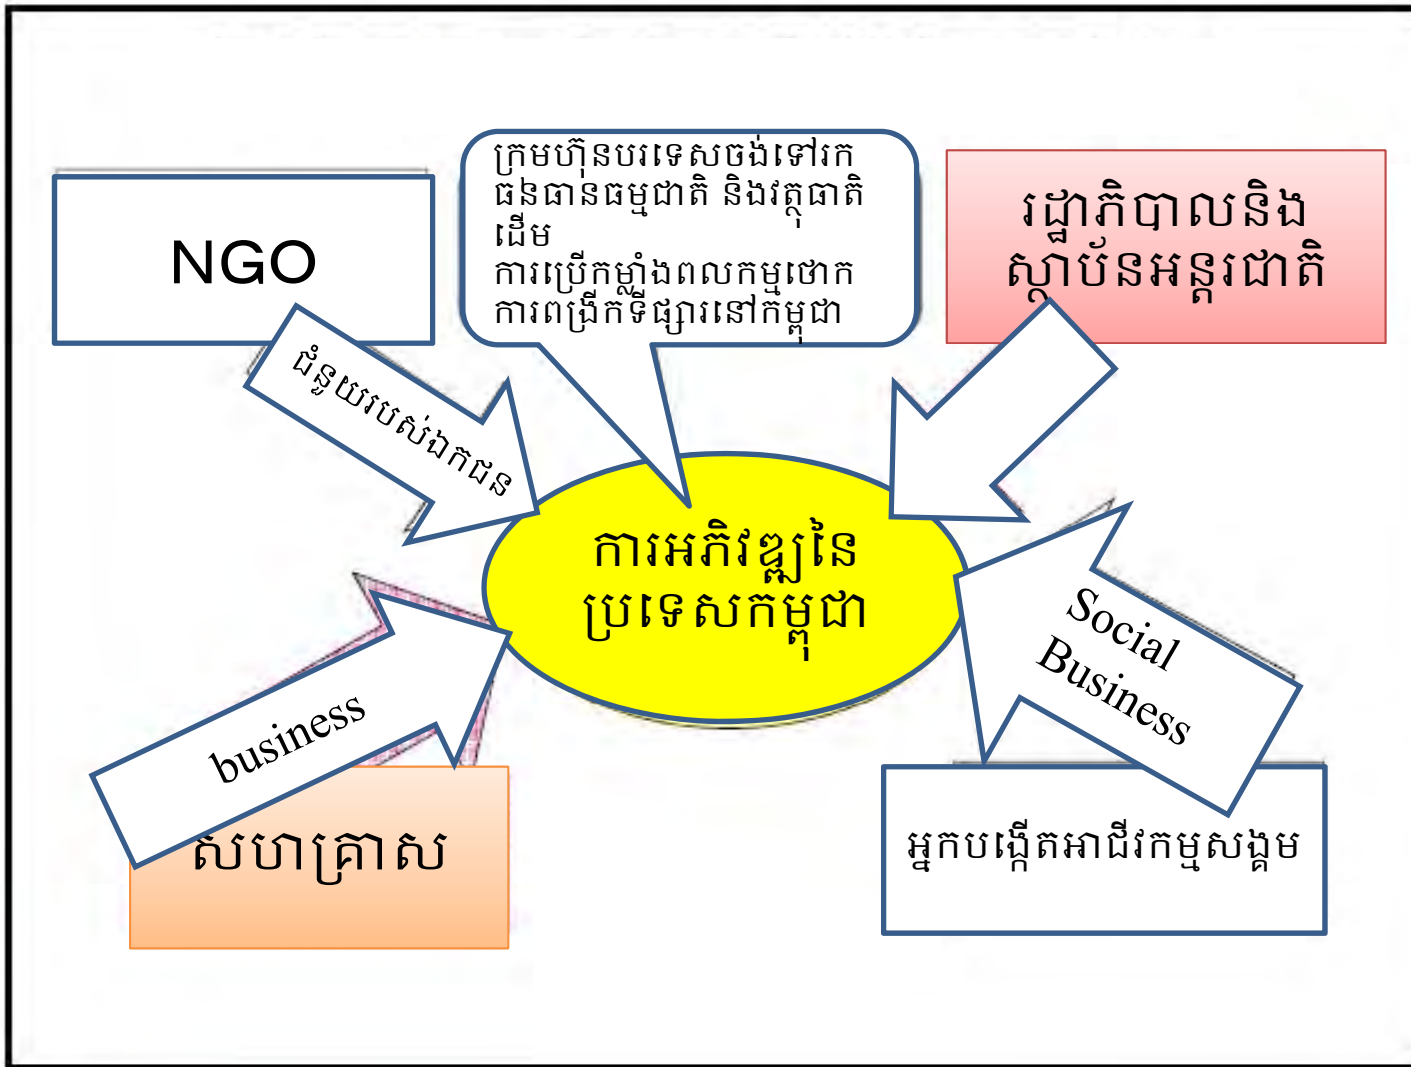 NGO
ក្រុមហ៊ុនបរទេសចង់ទៅរក
ធនធានធម្មជាតិ និងវត្ថុធាតិ
ដើម
ការប្រើកម្លាំងពលកម្មថោក
ការពង្រីកទីផ្សារនៅកម្ពុជា
រដ្ឋាភិបាលនិង
ស្ថាប័នអន្តរជាតិ
ជំនួយរបស់ឯកជន
ការអភិវឌ្ឍនៃ
ប្រទេសកម្ពុជា
business
Social
Business
សហគ្រាស
អ្នកបង្កើតអាជីវកម្មសង្គម